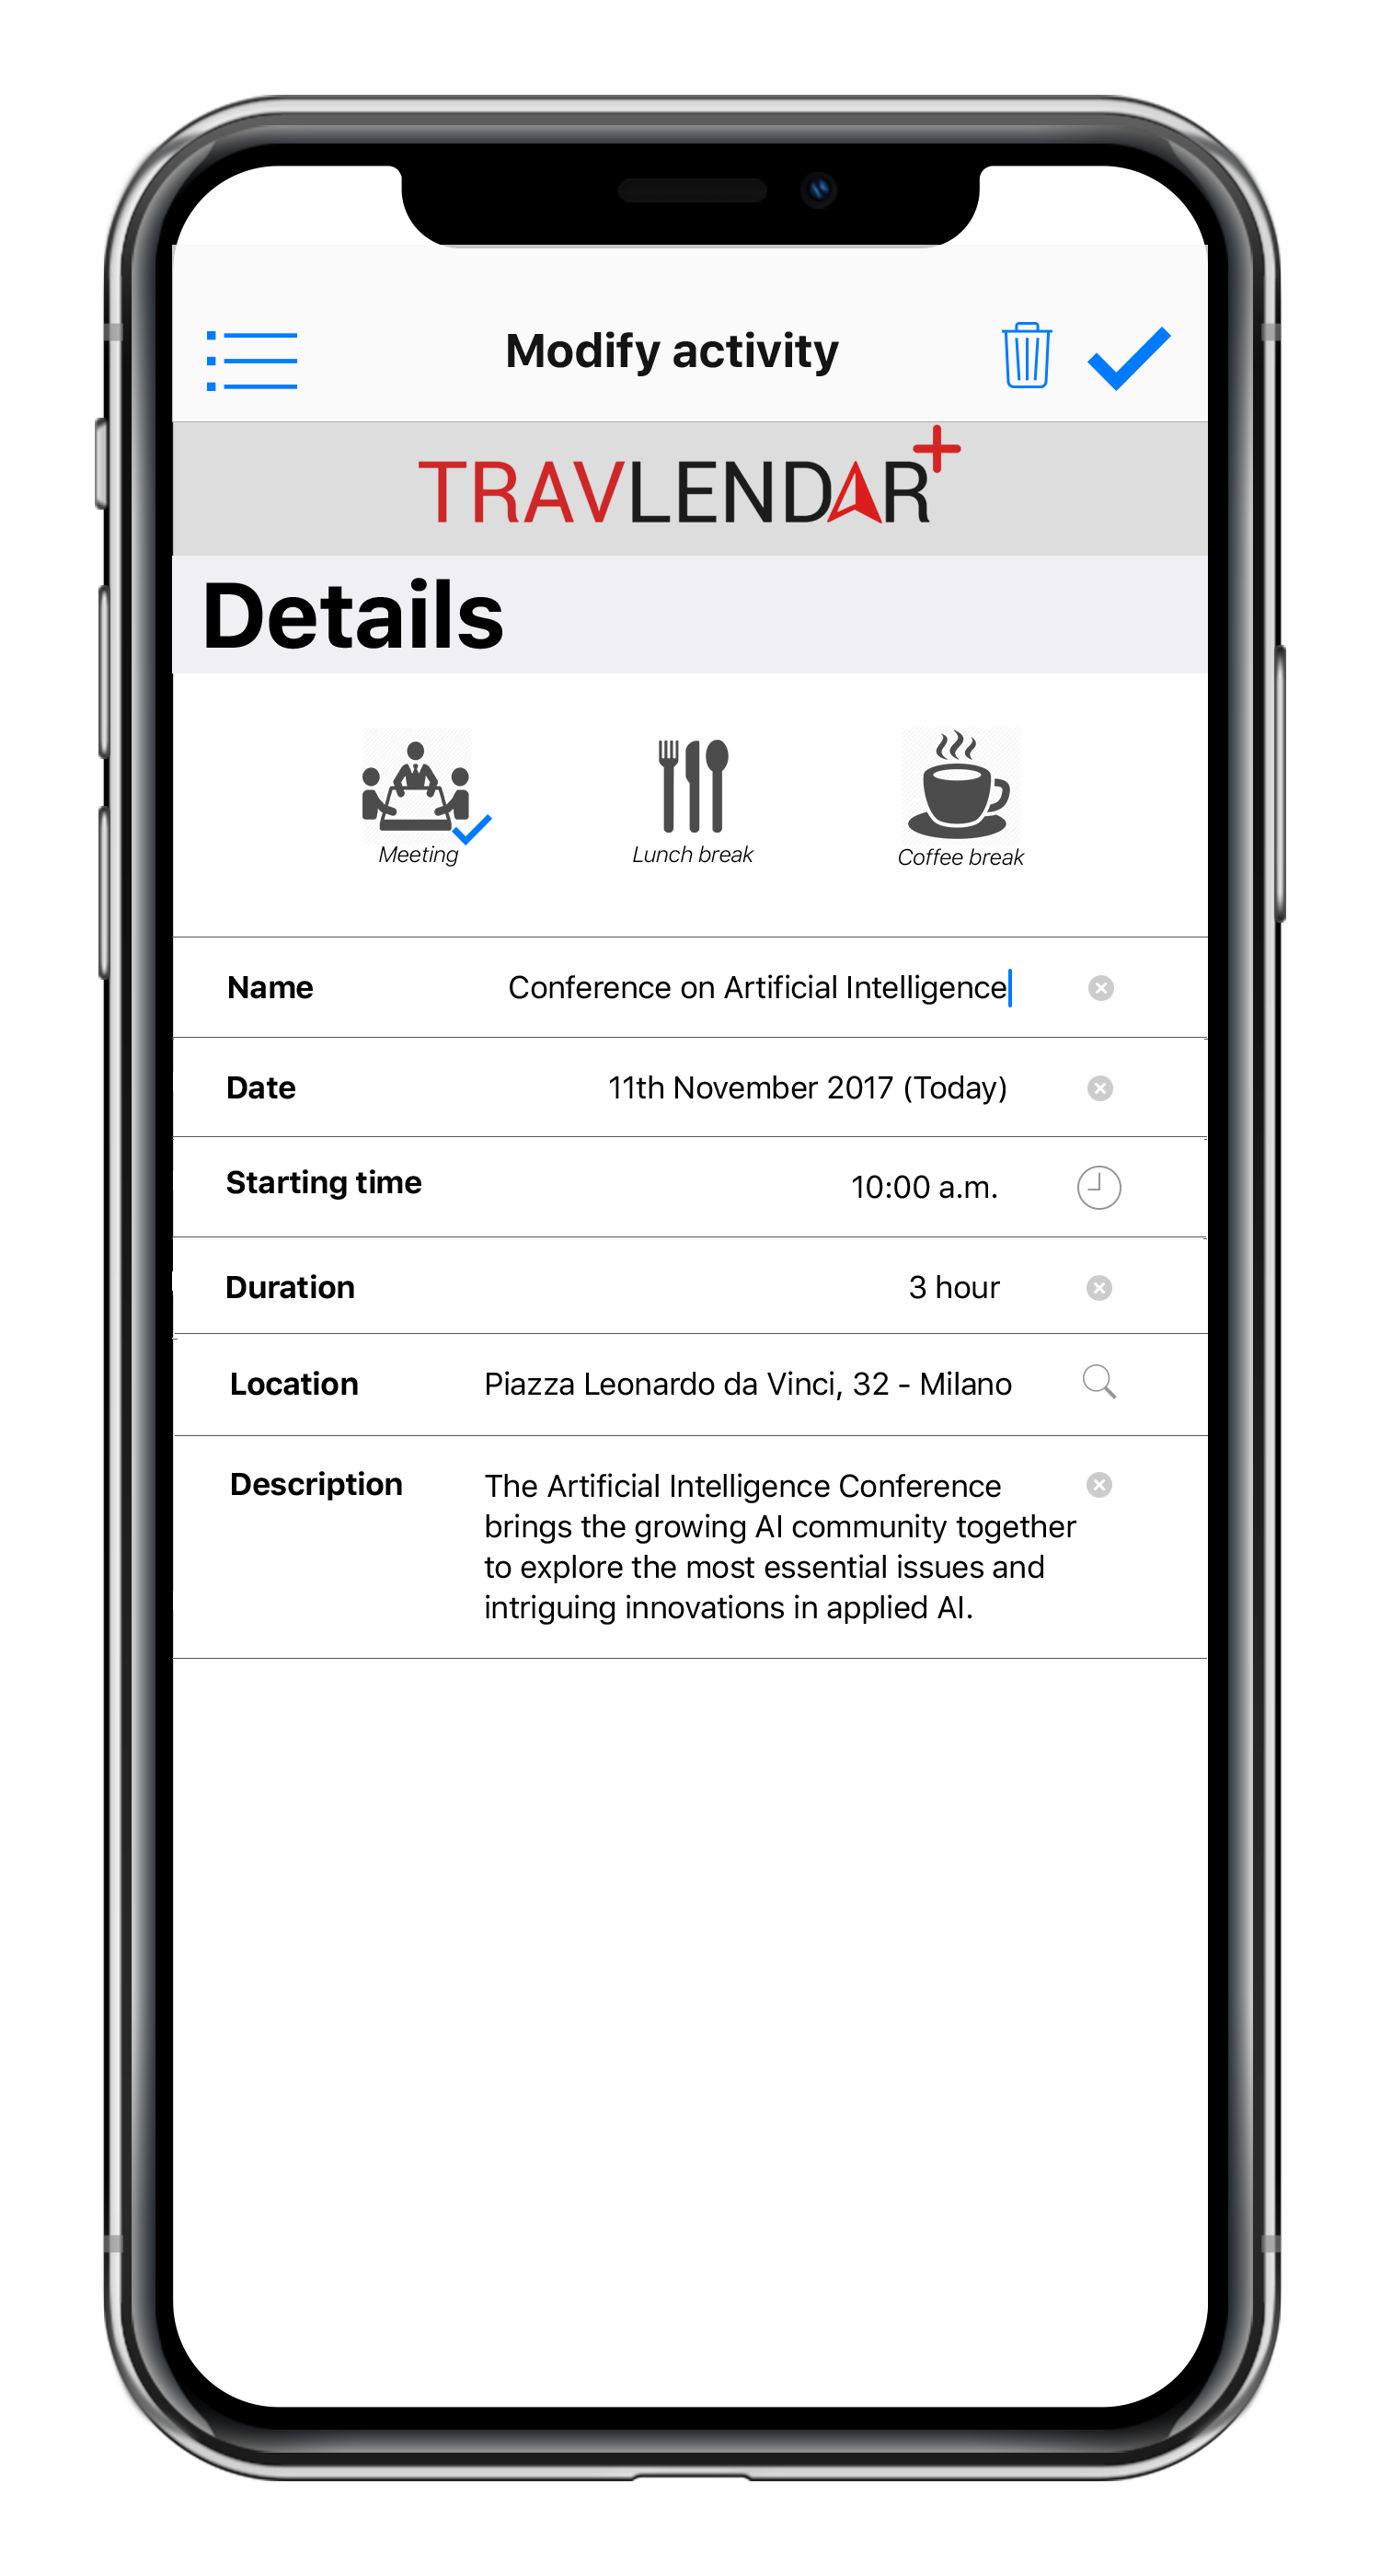 Modify activity
TRAVLENDAR+
Details
Meeting
Lunch break
Coffee break
Name
Conference on Artificial Intelligence
Date
11th November 2017 (Today)
Starting time
10:00 a.m.
Duration
3 hour
Location
Piazza Leonardo da Vinci, 32 - Milano
Description
The Artificial Intelligence Conference
brings the growing AI community together
to explore the most essential issues and
intriguing innovations in applied AI.